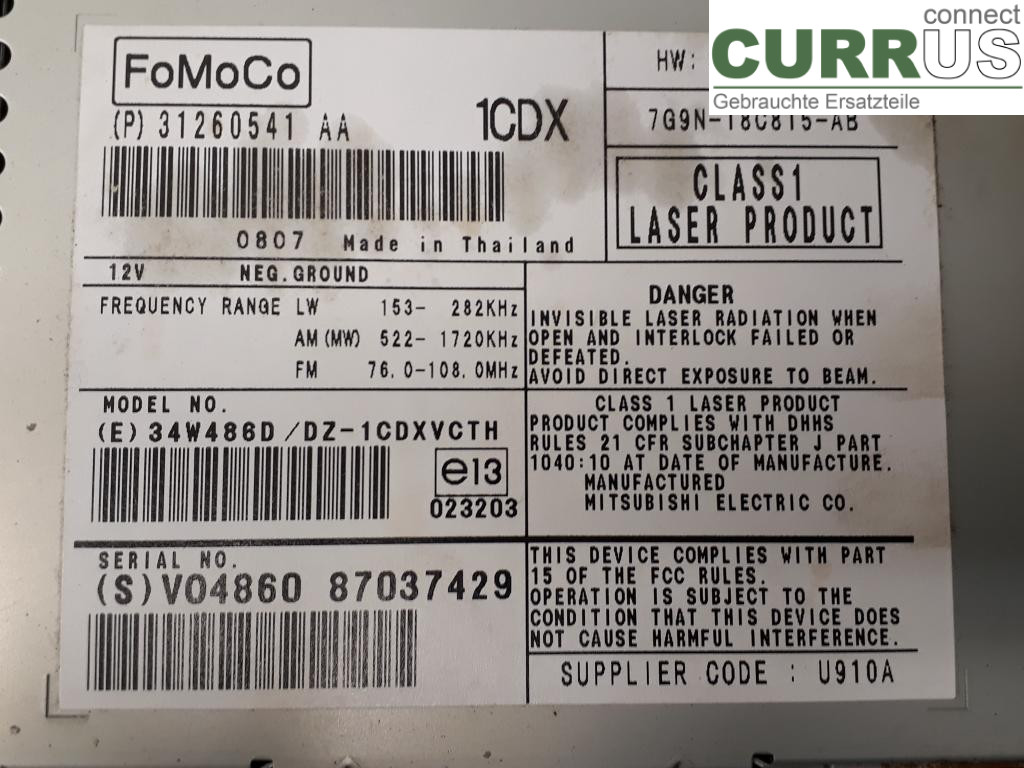 connect
CURRUS
Gebrauchte Ersatzteile
FoMoCo
(P) 31260541 AA
1CDX
HW:
7G9N-18C815-AB
CLASS1
LASER PRODUCT
0807 Made in Thailand
12V NEG.GROUND
FREQUENCY RANGE LW 153- 282KHz
AM (MW) 522- 1720KHz
FM 76.0-108.0MHz
DANGER
INVISIBLE LASER RADIATION WHEN
OPEN AND INTERLOCK FAILED OR
DEFEATED.
AVOID DIRECT EXPOSURE TO BEAM.
MODEL NO.
(E) 34W486D /DZ-1CDXVCTH
e13
023203
CLASS 1 LASER PRODUCT
PRODUCT COMPLIES WITH DHHS
RULES 21 CFR SUBCHAPTER J PART
1040:10 AT DATE OF MANUFACTURE.
MANUFACTURED
MITSUBISHI ELECTRIC CO.
SERIAL NO.
(S) V04860 87037429
THIS DEVICE COMPLIES WITH PART
15 OF THE FCC RULES.
OPERATION IS SUBJECT TO THE
CONDITION THAT THIS DEVICE DOES
NOT CAUSE HARMFUL INTERFERENCE.
SUPPLIER CODE : U910A